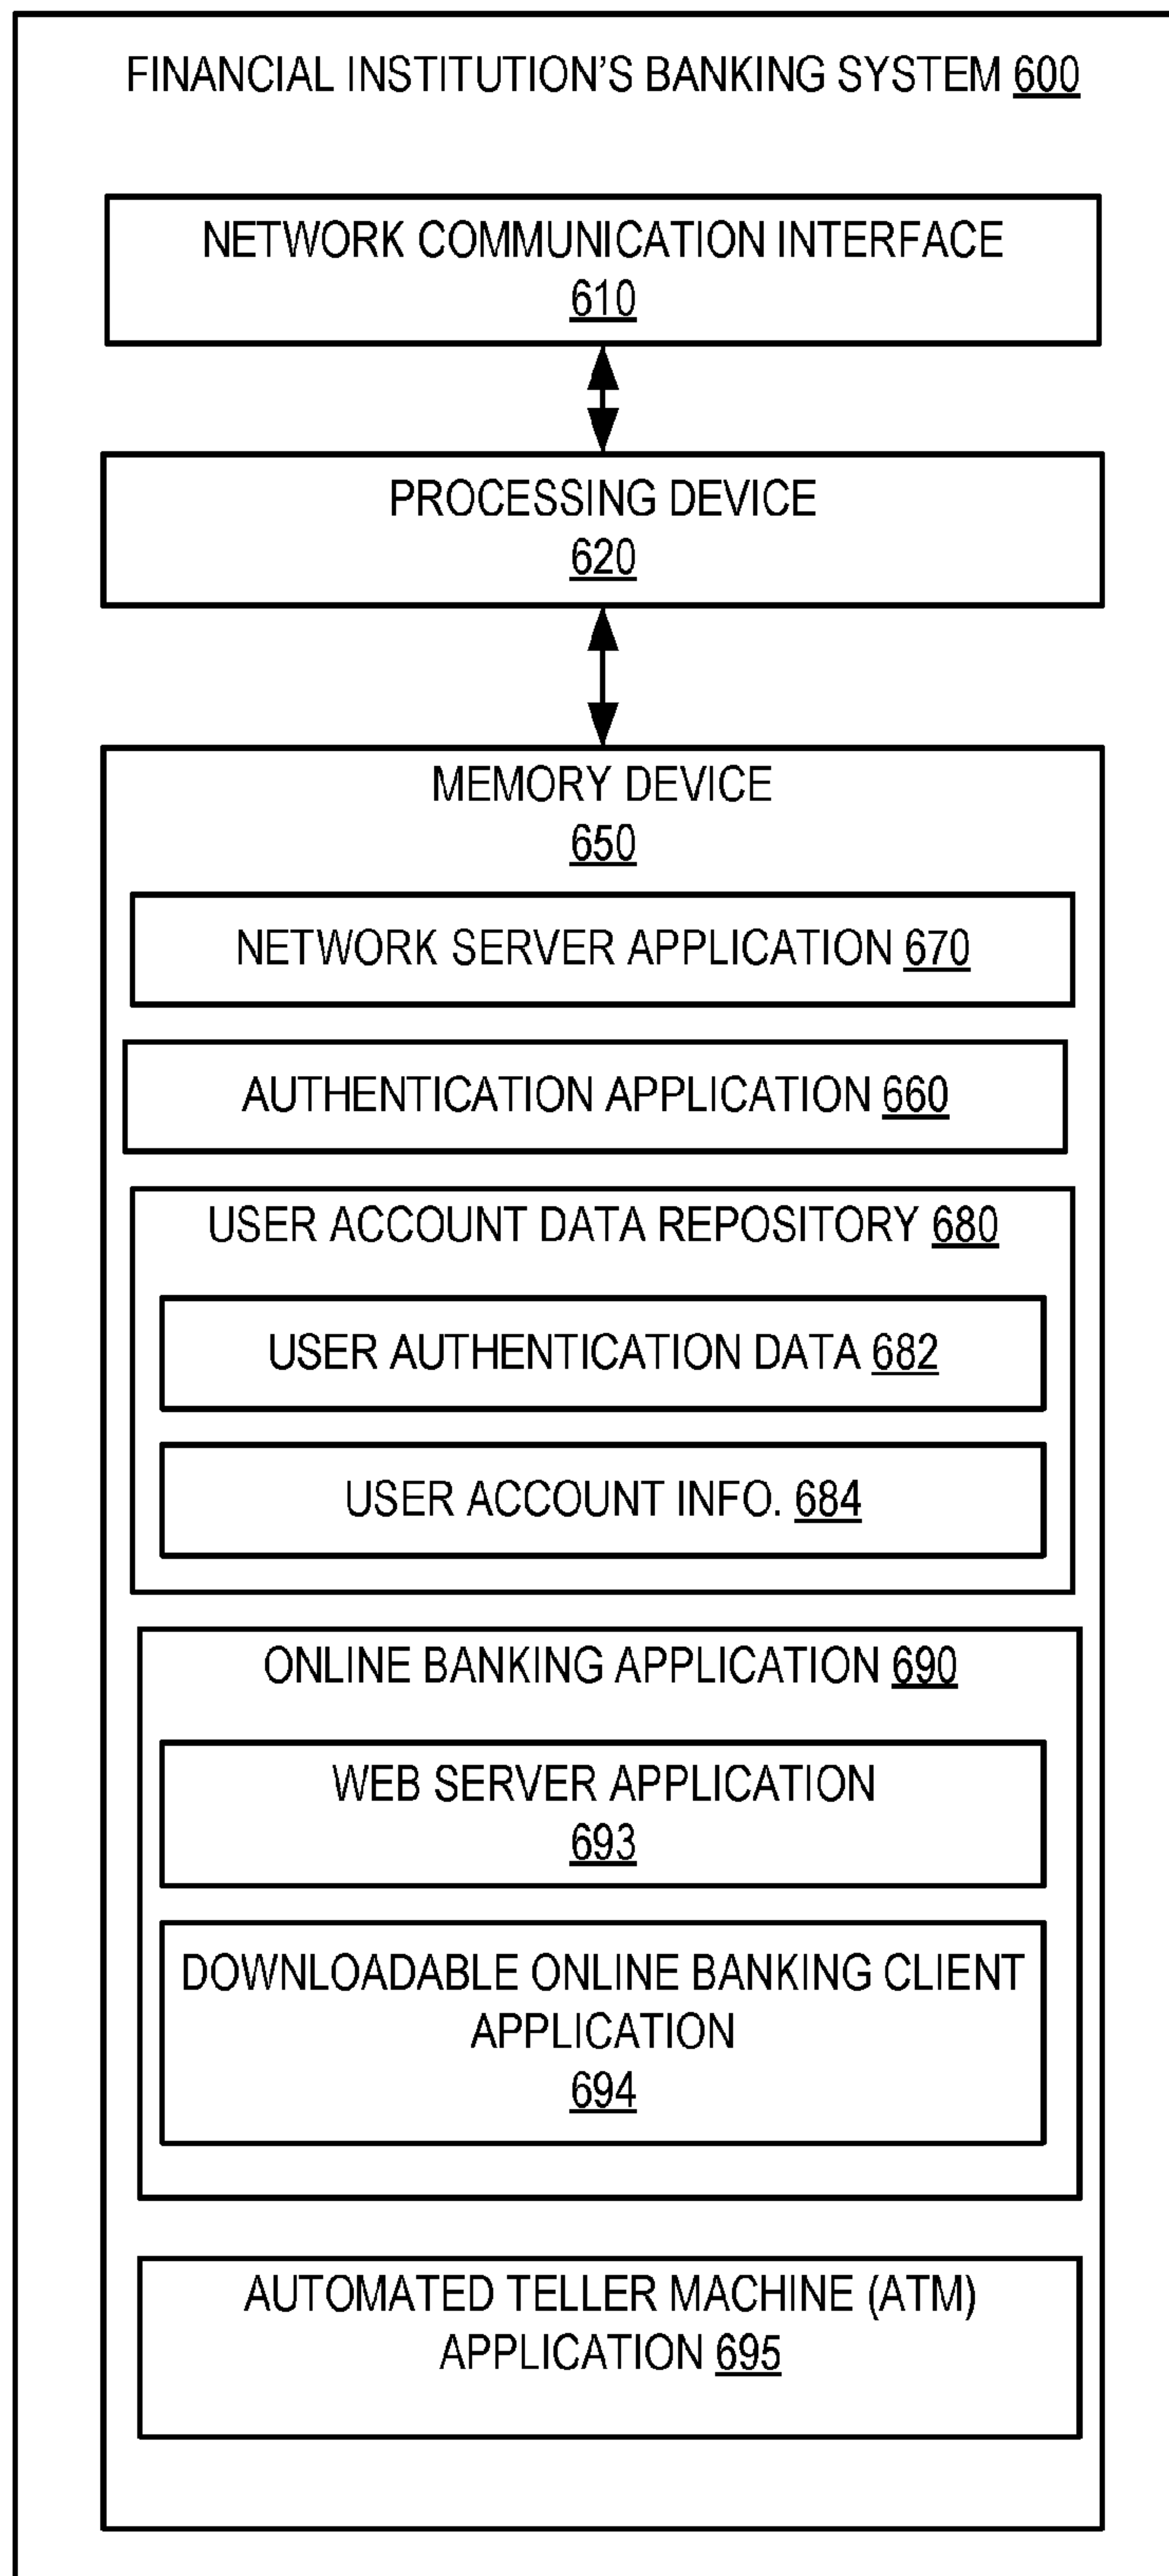 FINANCIAL INSTITUTION'S BANKING SYSTEM 600
NETWORK COMMUNICATION INTERFACE
610
PROCESSING DEVICE
620
MEMORY DEVICE
650
NETWORK SERVER APPLICATION 670
AUTHENTICATION APPLICATION 660
USER ACCOUNT DATA REPOSITORY 680
USER AUTHENTICATION DATA 682
USER ACCOUNT INFO. 684
ONLINE BANKING APPLICATION 690
WEB SERVER APPLICATION
693
DOWNLOADABLE ONLINE BANKING CLIENT
APPLICATION
694
AUTOMATED TELLER MACHINE (ATM)
APPLICATION 695